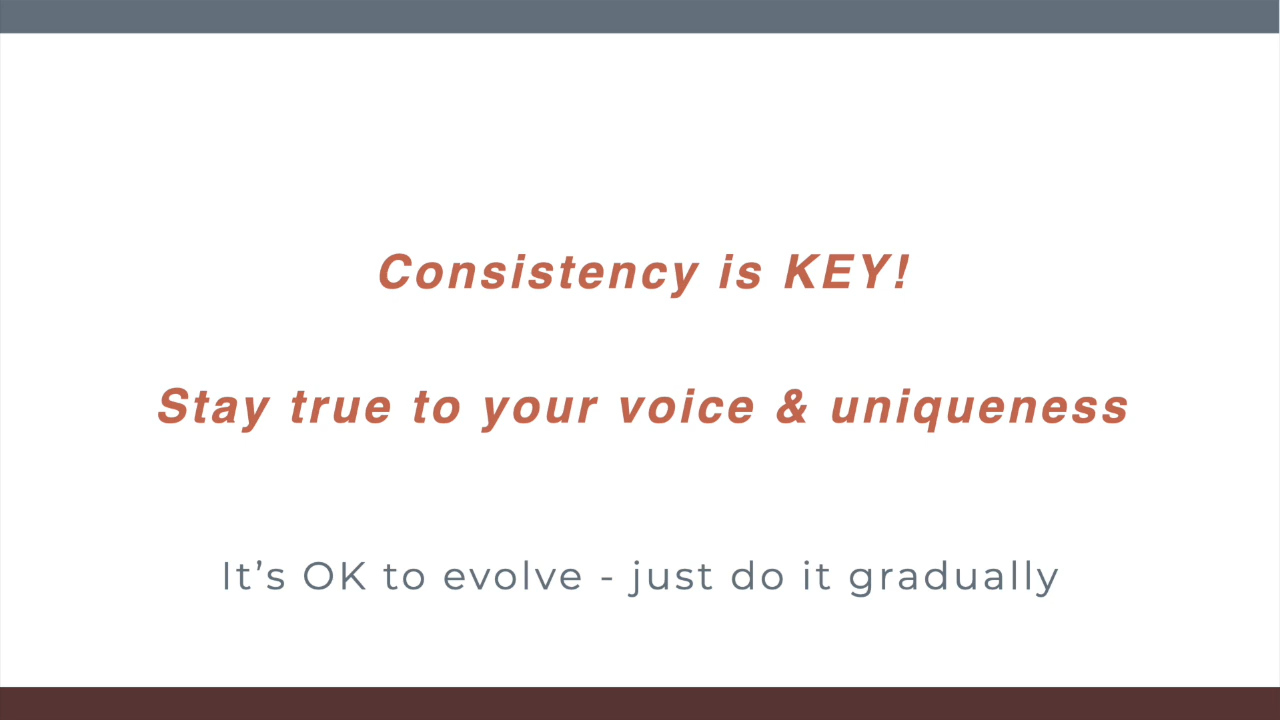 Consistency is KEY!
Stay true to your voice & uniqueness
It’s OK to evolve - just do it gradually